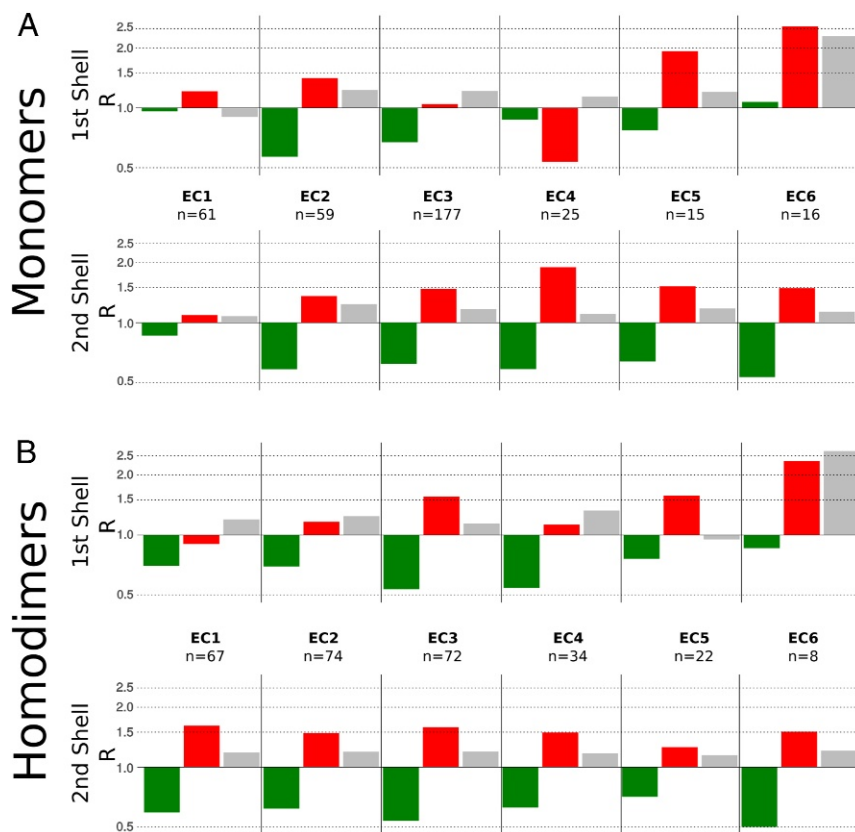 A
Monomers
1st Shell
R
2.5
2.0
1.5
1.0
0.5
EC1 EC2 EC3 EC4 EC5 EC6
n=61 n=59 n=177 n=25 n=15 n=16
2nd Shell
R
2.5
2.0
1.5
1.0
0.5
B
Homodimers
1st Shell
R
2.5
2.0
1.5
1.0
0.5
EC1 EC2 EC3 EC4 EC5 EC6
n=67 n=74 n=72 n=34 n=22 n=8
2nd Shell
R
2.5
2.0
1.5
1.0
0.5